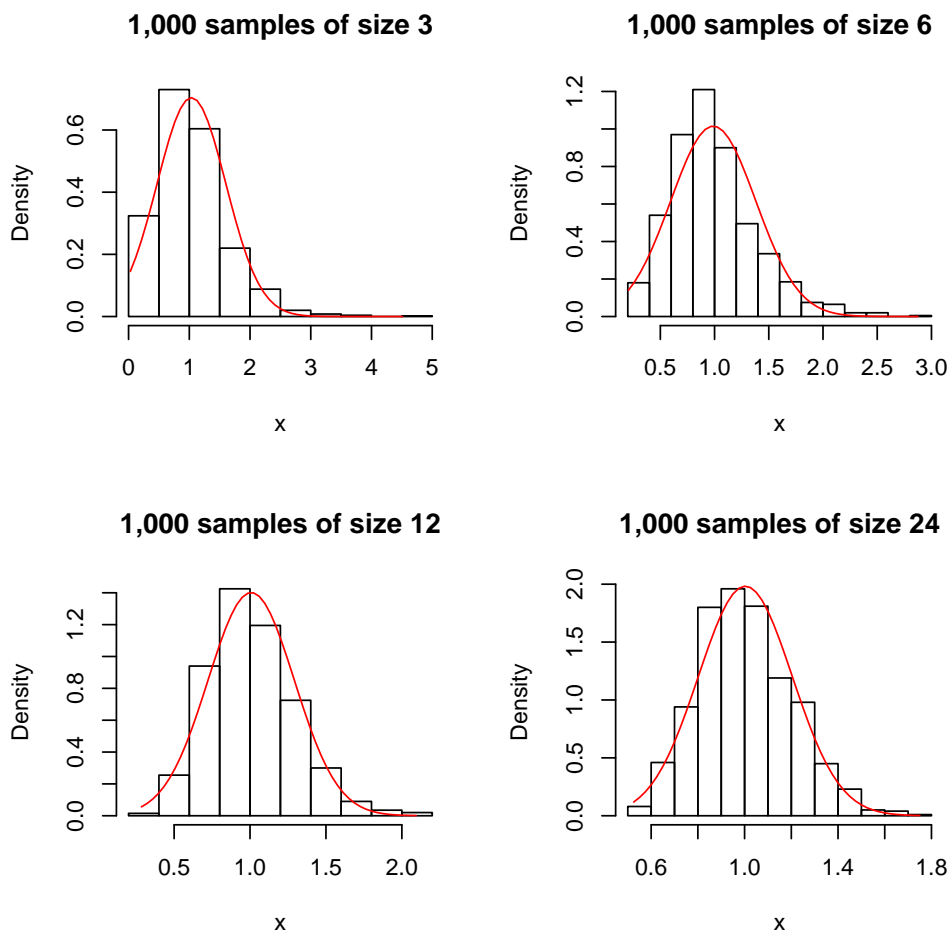 1,000 samples of size 3
Density
0.0 0.2 0.4 0.6
0 1 2 3 4 5
x
1,000 samples of size 6
Density
0.0 0.4 0.8 1.2
0.5 1.0 1.5 2.0 2.5 3.0
x
1,000 samples of size 12
Density
0.0 0.4 0.8 1.2
0.5 1.0 1.5 2.0
x
1,000 samples of size 24
Density
0.0 0.5 1.0 1.5 2.0
0.6 1.0 1.4 1.8
x